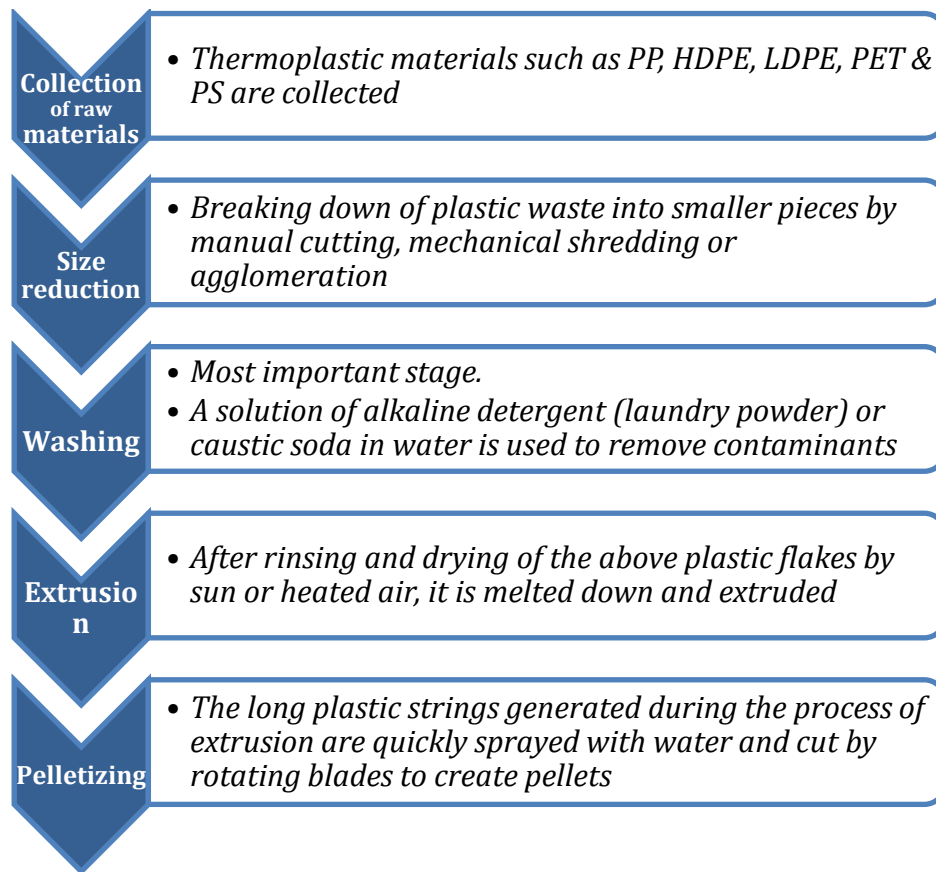 Collection
of raw
materials
• Thermoplastic materials such as PP, HDPE, LDPE, PET &
PS are collected
Size
reduction
• Breaking down of plastic waste into smaller pieces by
manual cutting, mechanical shredding or
agglomeration
Washing
• Most important stage.
• A solution of alkaline detergent (laundry powder) or
caustic soda in water is used to remove contaminants
Extrusio
n
• After rinsing and drying of the above plastic flakes by
sun or heated air, it is melted down and extruded
Pelletizing
• The long plastic strings generated during the process of
extrusion are quickly sprayed with water and cut by
rotating blades to create pellets